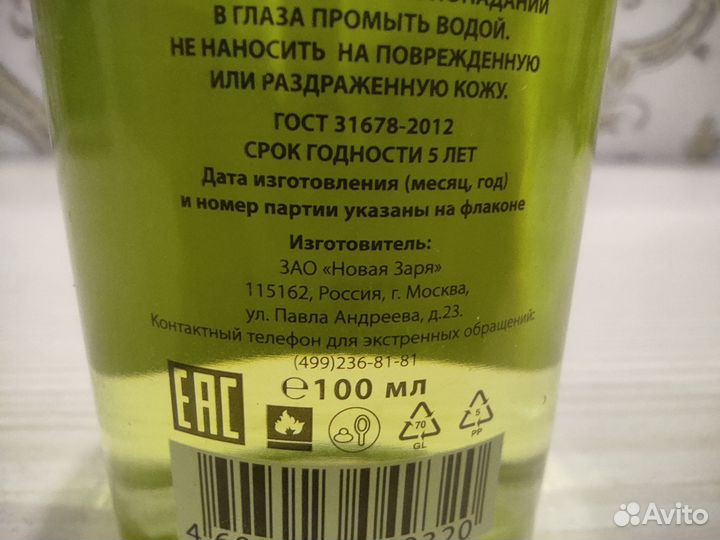 ПОПАДАНИИ
В ГЛАЗА ПРОМЫТЬ ВОДОЙ.
НЕ НАНОСИТЬ НА ПОВРЕЖДЕННУЮ
ИЛИ РАЗДРАЖЕННУЮ КОЖУ.
ГОСТ 31678-2012
СРОК ГОДНОСТИ 5 ЛЕТ
Дата изготовления (месяц, год)
и номер партии указаны на флаконе
Изготовитель:
ЗАО «Новая Заря»
115162, Россия, г. Москва,
ул. Павла Андреева, д.23.
Контактный телефон для экстренных обращений:
(499)236-81-81
EAC ℮100 мл
70 GL
5 PP
Avito